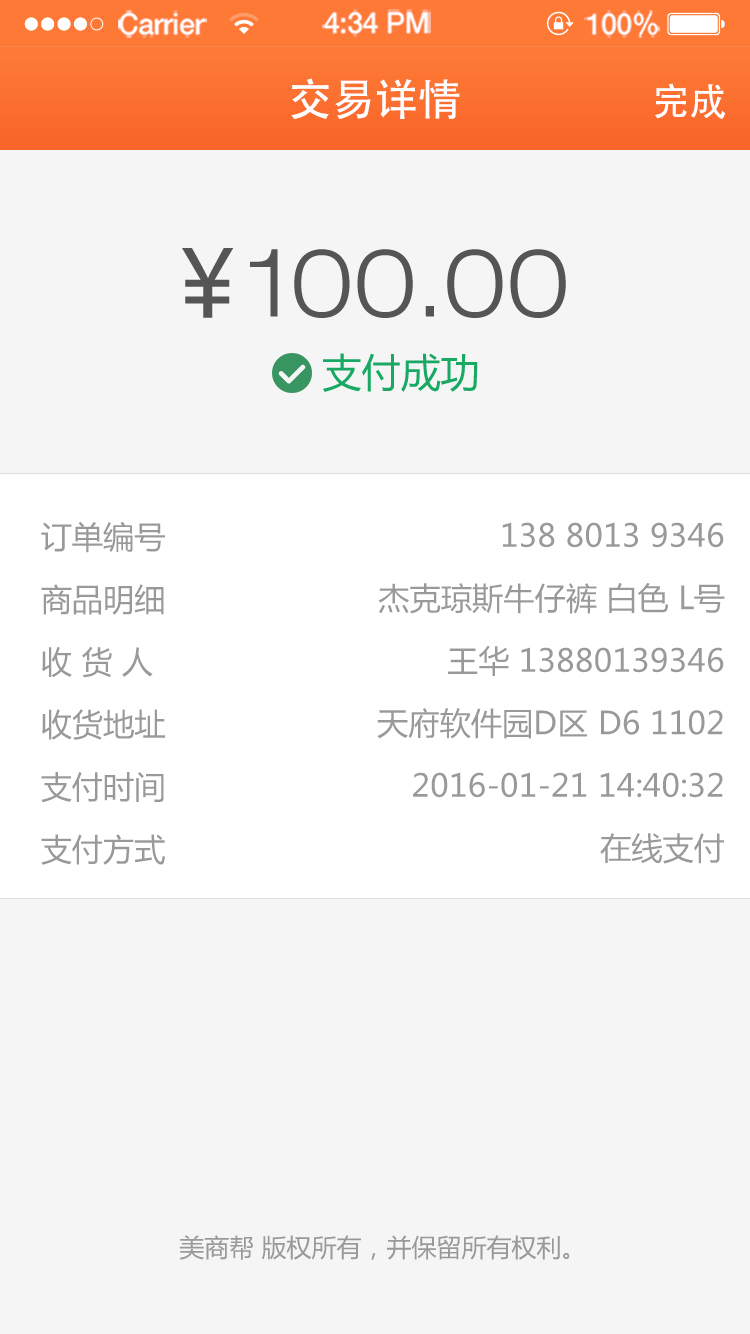 Carrier 4:34 PM 100%
交易详情 完成
¥100.00
支付成功
订单编号 138 8013 9346
商品明细 杰克琼斯牛仔裤 白色 L号
收 货 人 王华 13880139346
收货地址 天府软件园D区 D6 1102
支付时间 2016-01-21 14:40:32
支付方式 在线支付
美商帮 版权所有，并保留所有权利。